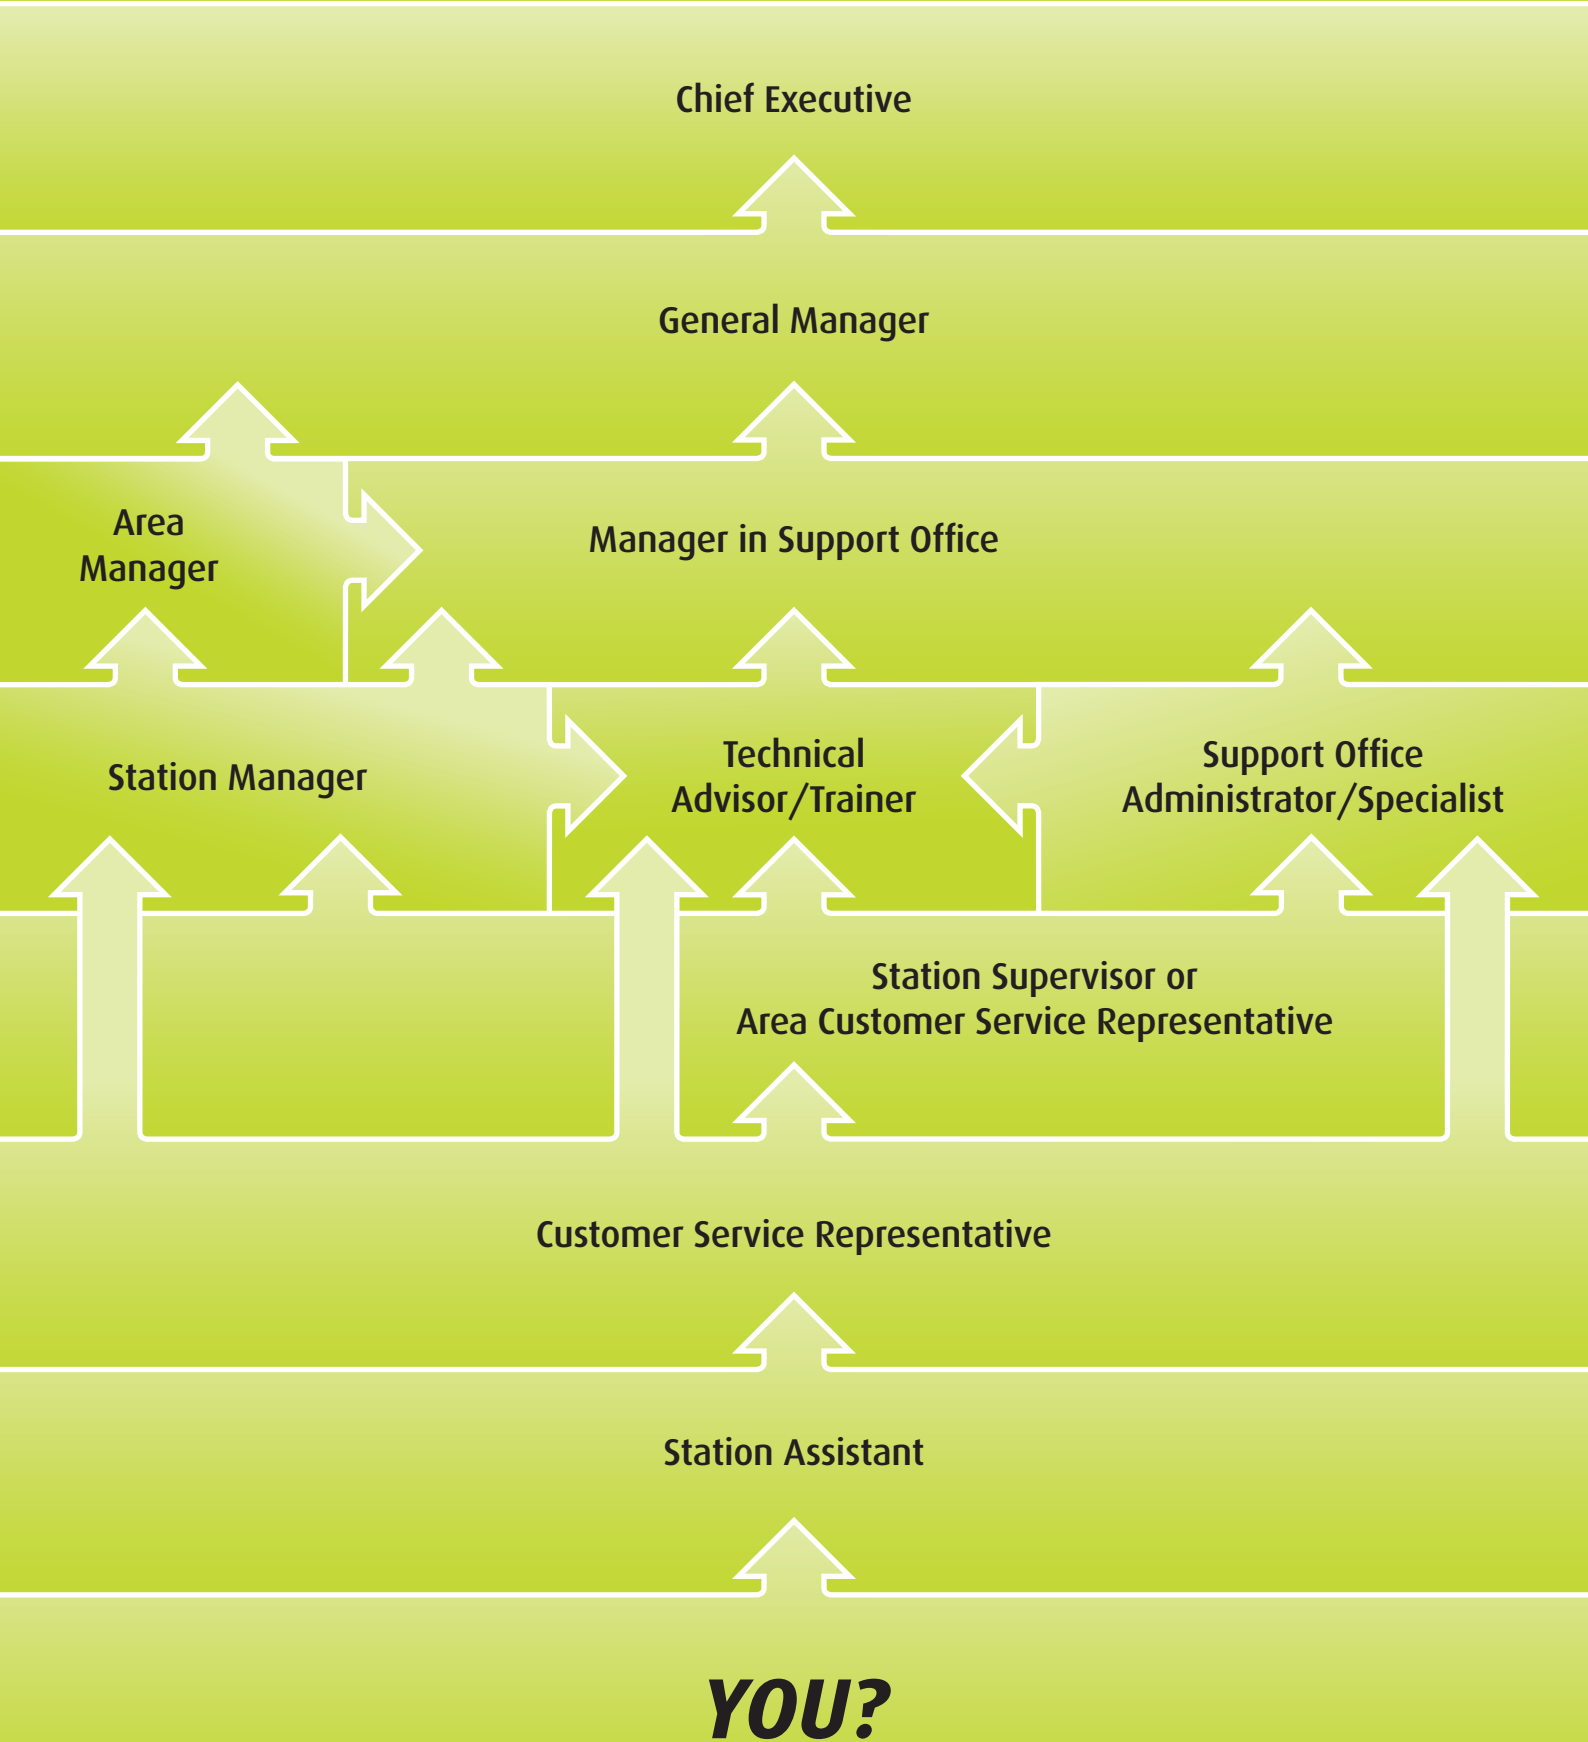 Chief Executive
General Manager
Area
Manager
Manager in Support Office
Station Manager
Technical
Advisor/Trainer
Support Office
Administrator/Specialist
Station Supervisor or
Area Customer Service Representative
Customer Service Representative
Station Assistant
YOU?